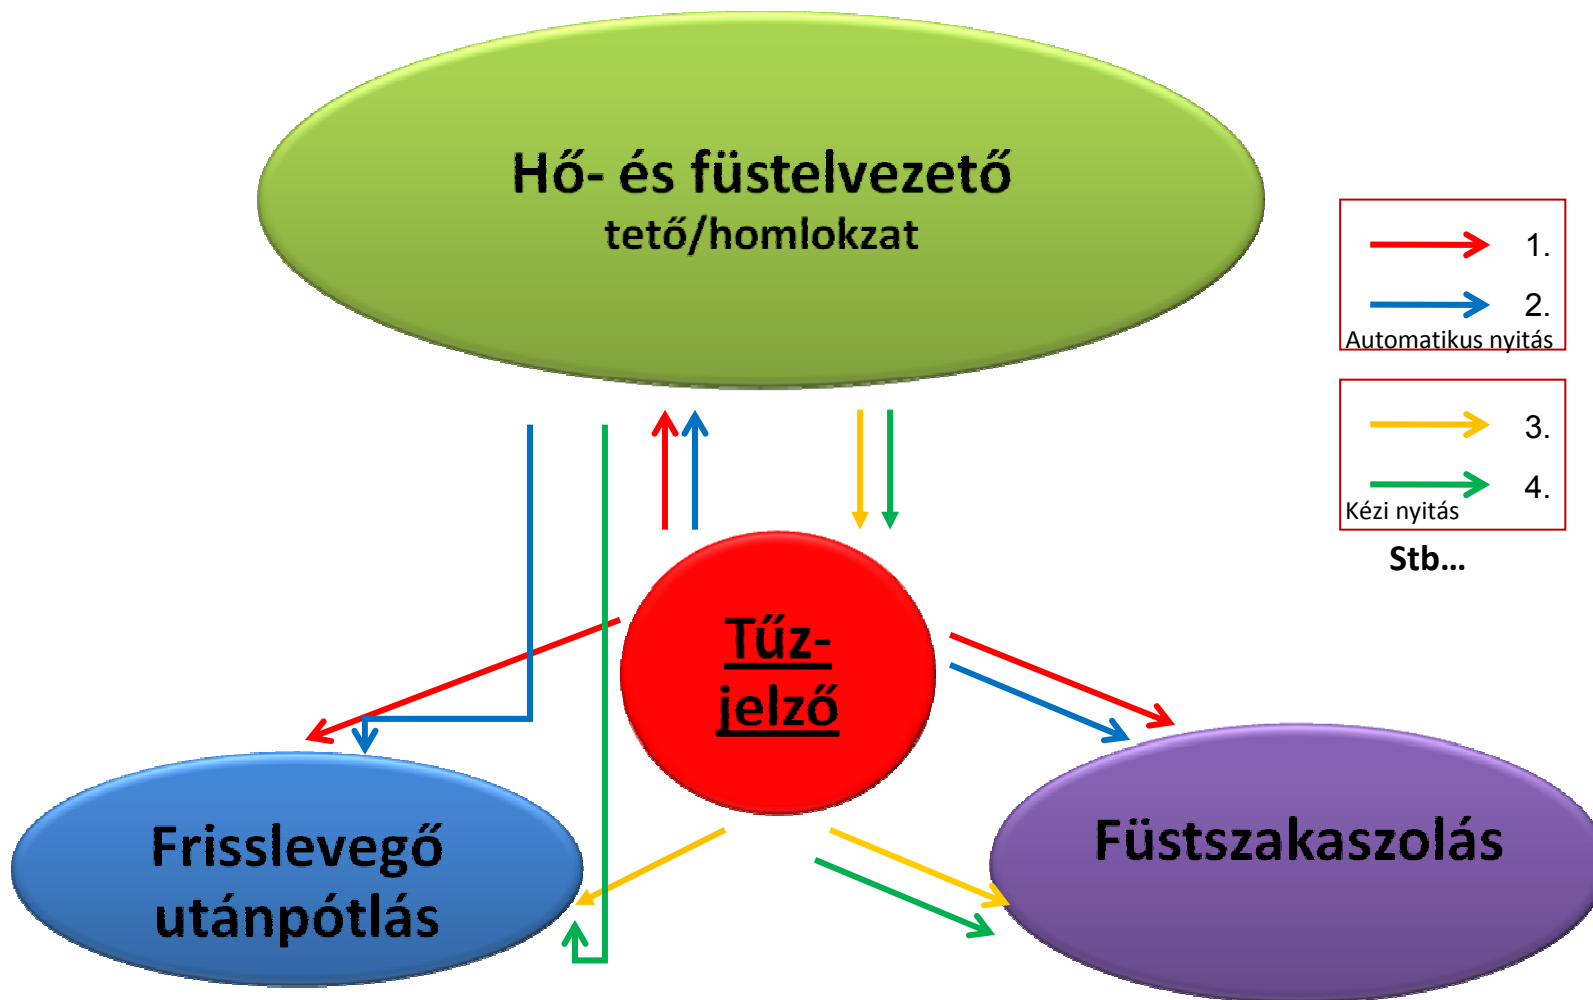 Hő- és füstelvezető
tető/homlokzat
1.
2.
Automatikus nyitás
3.
4.
Kézi nyitás
Stb...
Tűz-
jelző
Frisslevegő
utánpótlás
Füstszakaszolás